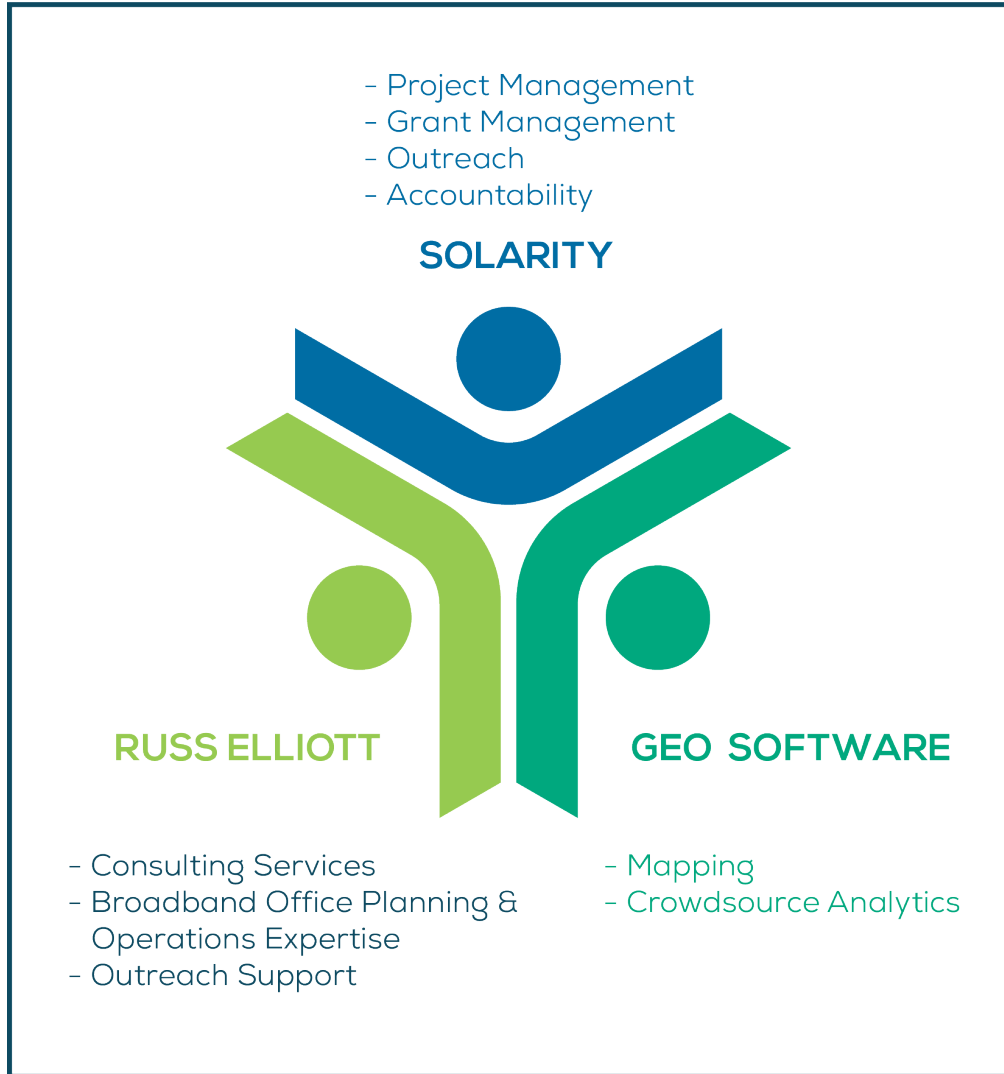 - Project Management
- Grant Management
- Outreach
- Accountability
SOLARITY
RUSS ELLIOTT
- Consulting Services
- Broadband Office Planning &
Operations Expertise
- Outreach Support
GEO SOFTWARE
- Mapping
- Crowdsource Analytics